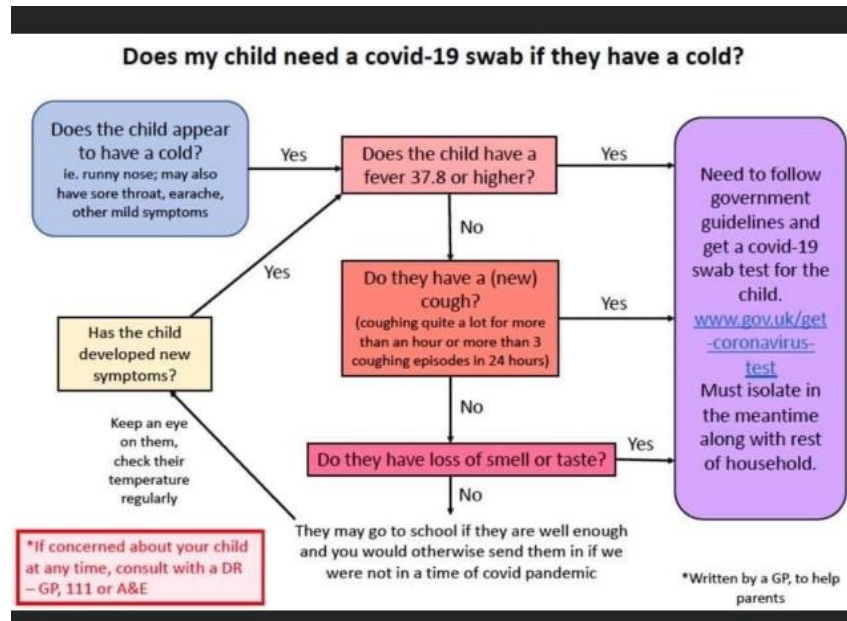 Does my child need a covid-19 swab if they have a cold?
Does the child appear
to have a cold?
ie. runny nose; may also
have sore throat, earache,
other mild symptoms
Yes
Does the child have a
fever 37.8 or higher?
Yes
Need to follow
government
guidelines and
get a covid-19
swab test for the
child.
www.gov.uk/get
-coronavirus-
test
Must isolate in
the meantime
along with rest
of household.
No
Yes
Do they have a (new)
cough?
(coughing quite a lot for more
than an hour or more than 3
coughing episodes in 24 hours)
Yes
Has the child
developed new
symptoms?
No
Keep an eye
on them,
check their
temperature
regularly
Do they have loss of smell or taste?
Yes
No
They may go to school if they are well enough
and you would otherwise send them in if we
were not in a time of covid pandemic
*If concerned about your child
at any time, consult with a DR
– GP, 111 or A&E
*Written by a GP, to help
parents